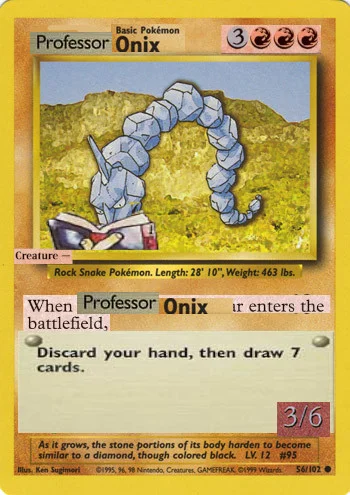 Basic Pokémon
Professor Onix
3
Creature —
Rock Snake Pokémon. Length: 28' 10", Weight: 463 lbs.
When Professor Onix enters the
battlefield,
Discard your hand, then draw 7
cards.
3/6
As it grows, the stone portions of its body harden to become
similar to a diamond, though colored black. LV. 12 #95
Illus. Ken Sugimori ©1995, 96, 98 Nintendo, Creatures, GAMEFREAK. ©1999 Wizards. 56/102